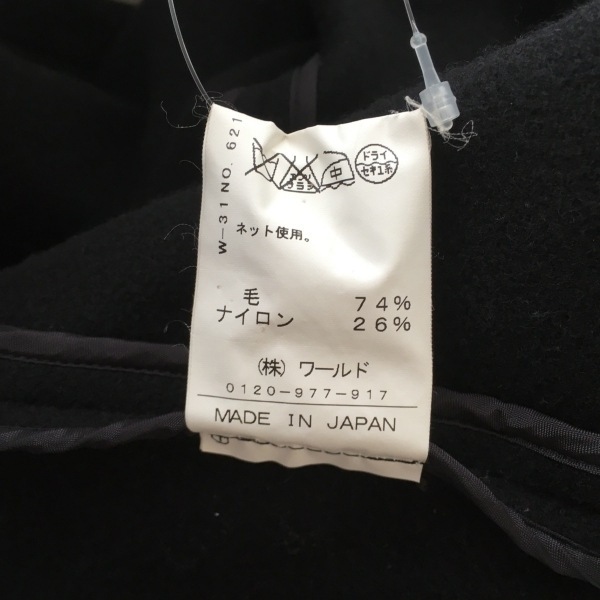 W-31 NO. 621
中
ドライ
セキユ系
ネット使用。
毛 74%
ナイロン 26%
(株) ワールド
0120-977-917
MADE IN JAPAN